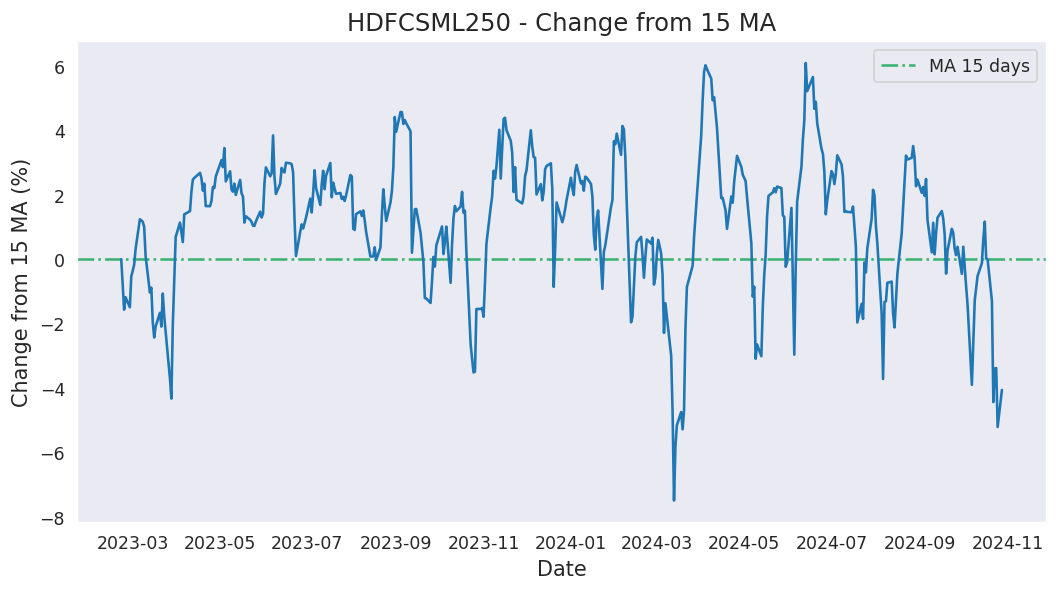 HDFCSML250 - Change from 15 MA
MA 15 days
Change from 15 MA (%)
6
4
2
0
−2
−4
−6
−8
2023-03 2023-05 2023-07 2023-09 2023-11 2024-01 2024-03 2024-05 2024-07 2024-09 2024-11
Date